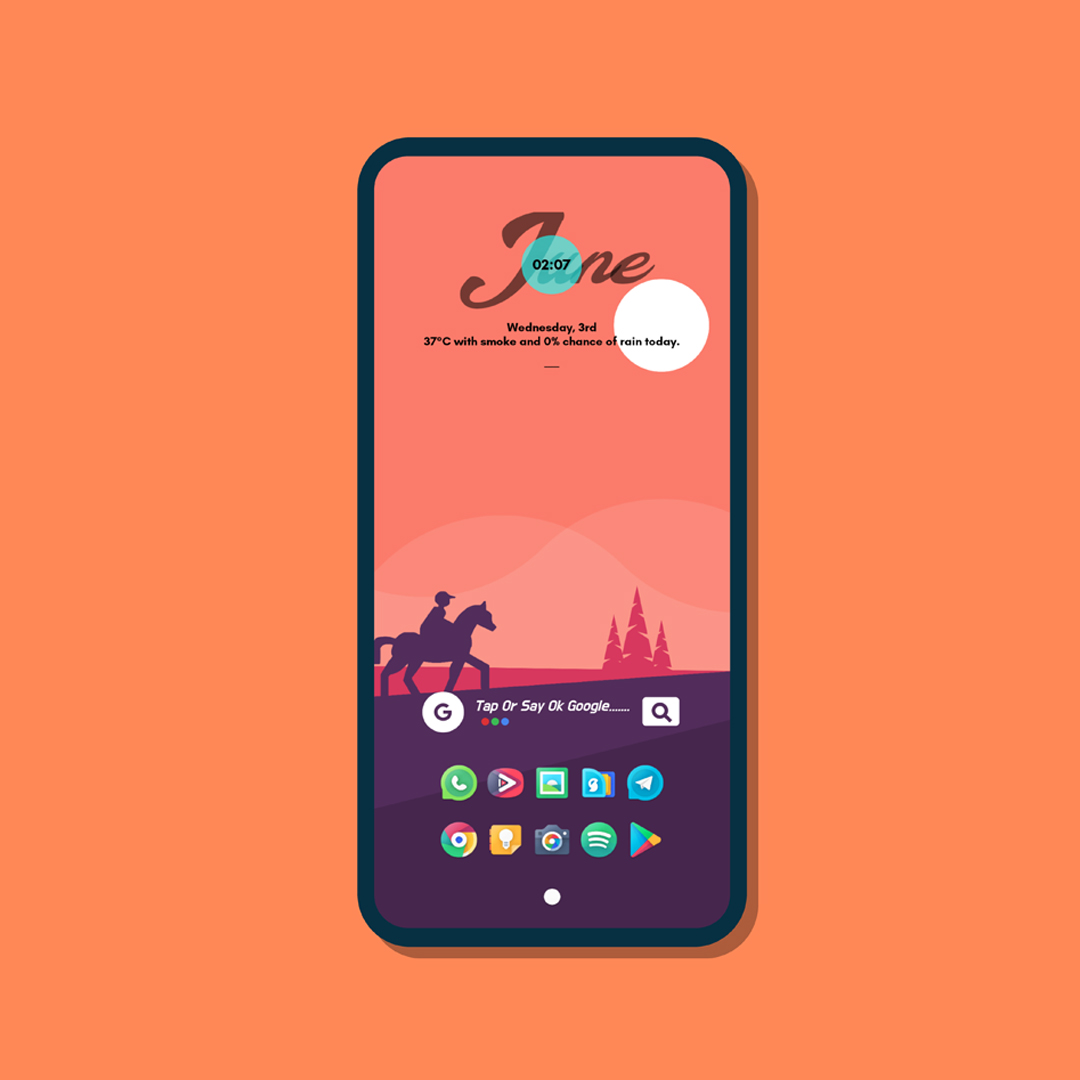 June
02:07
Wednesday, 3rd
37°C with smoke and 0% chance of rain today.
G
Tap Or Say Ok Google.......